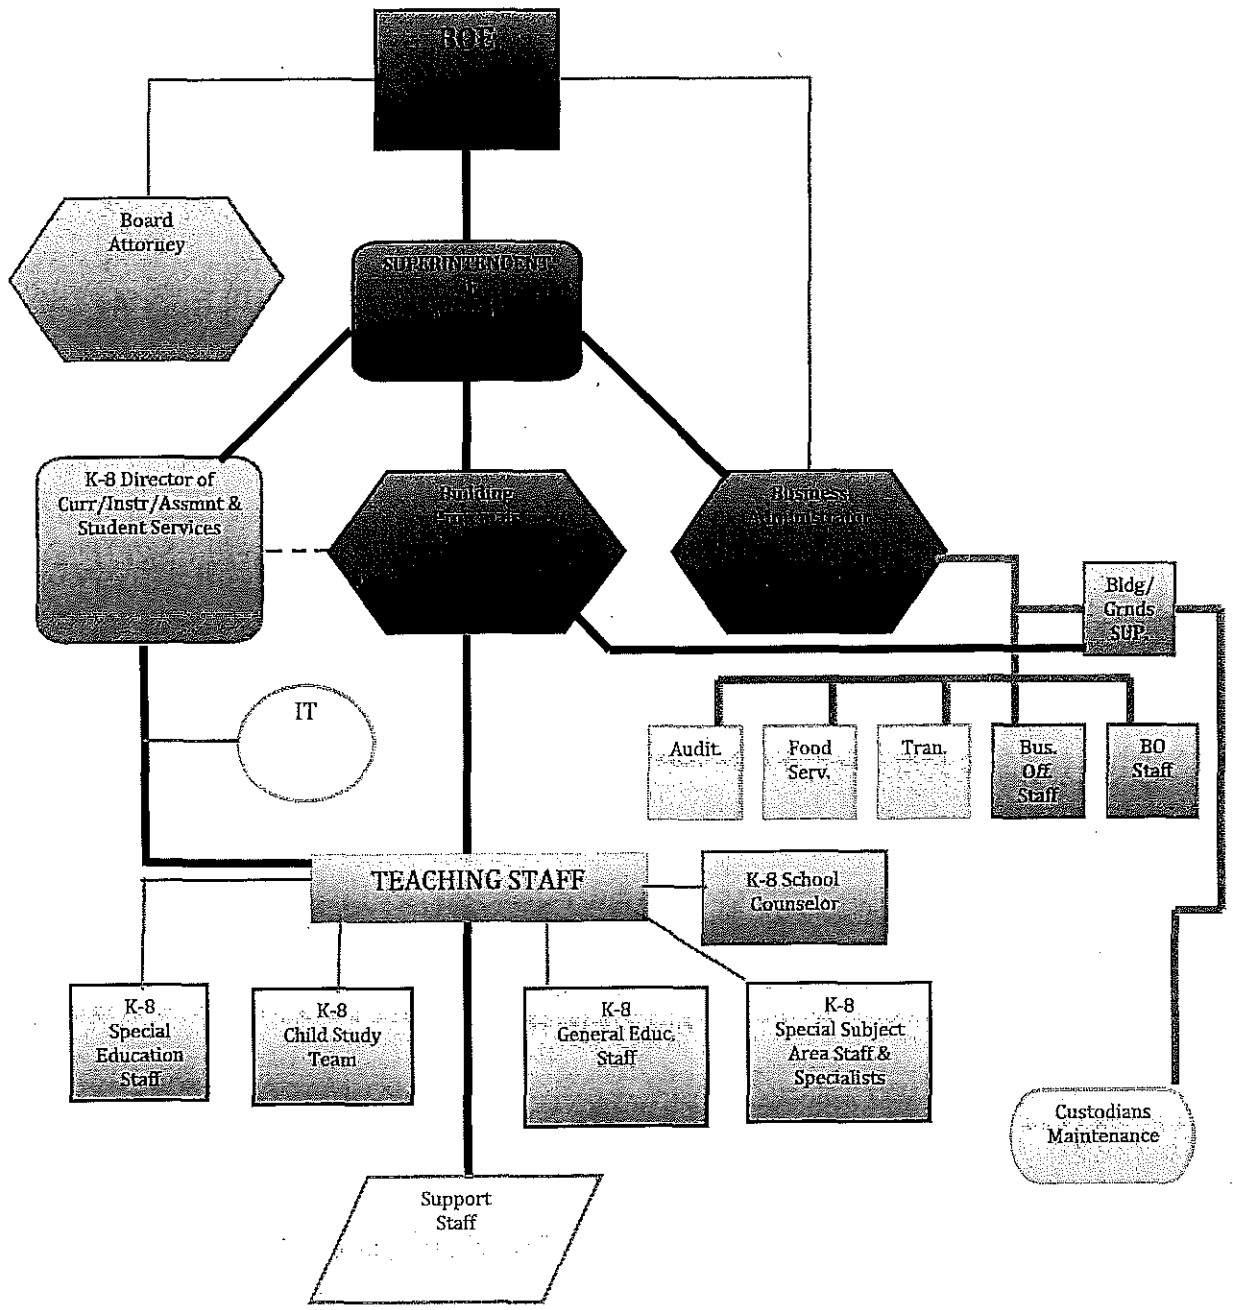 BOE
Board
Attorney
SUPERINTENDENT
K-8 Director of
Curr/Instr/Assmnt &
Student Services
Building
Business
Administrator
Bldg/
Grnds
SUP.
IT
Audit.
Food
Serv.
Tran.
Bus.
Off.
Staff
BO
Staff
TEACHING STAFF
K-8 School
Counselor
K-8
Special
Education
Staff
K-8
Child Study
Team
K-8
General Educ.
Staff
K-8
Special Subject
Area Staff &
Specialists
Custodians
Maintenance
Support
Staff